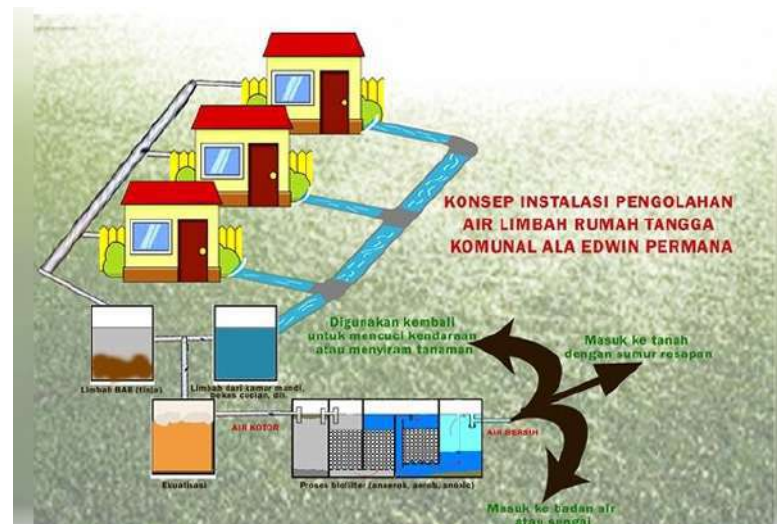 KONSEP INSTALASI PENGOLAHAN
AIR LIMBAH RUMAH TANGGA
KOMUNAL ALA EDWIN PERMANA
Digunakan kembali
untuk mencuci kendaraan
atau menyiram tanaman
Masuk ke tanah
dengan sumur resapan
Limbah BAB (tinja)
Limbah dari kamar mandi,
bekas cucian, dll.
AIR KOTOR
AIR BERSIH
Ekualisasi
Proses biofilter (anaerob, aerob, anoxic)
Masuk ke badan air
atau sungai